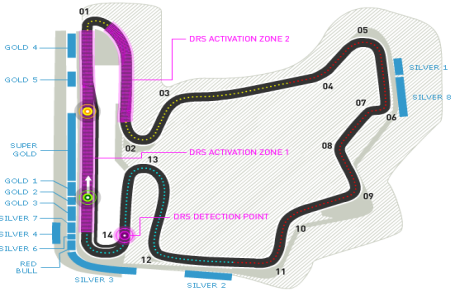 01
05
GOLD 4
DRS ACTIVATION ZONE 2
GOLD 5
SILVER 1
03
04
SILVER 8
07
06
02
SUPER
GOLD
08
13
DRS ACTIVATION ZONE 1
GOLD 1
GOLD 2
GOLD 3
09
SILVER 7
DRS DETECTION POINT
SILVER 4
14
10
SILVER 6
12
RED
BULL
11
SILVER 3
SILVER 2